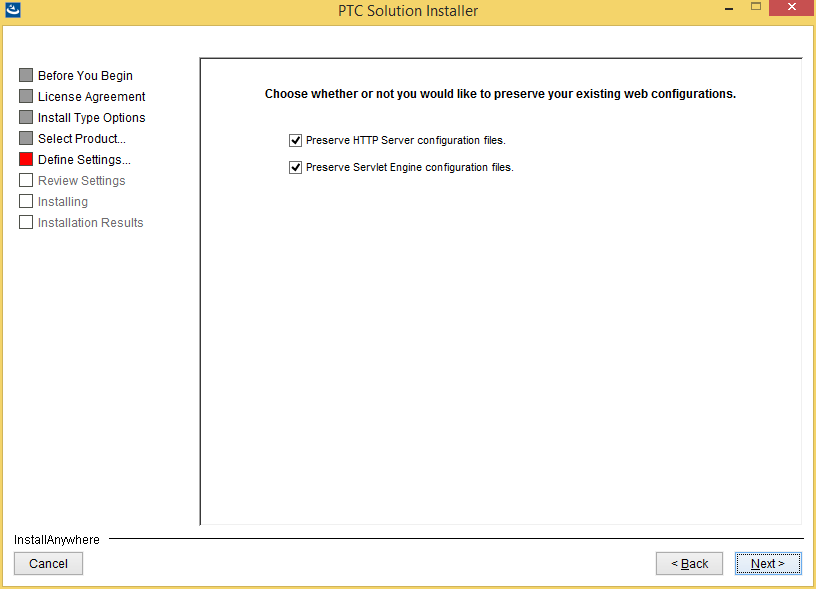 PTC Solution Installer
Before You Begin
License Agreement
Install Type Options
Select Product...
Define Settings...
Review Settings
Installing
Installation Results
Choose whether or not you would like to preserve your existing web configurations.
Preserve HTTP Server configuration files.
Preserve Servlet Engine configuration files.
InstallAnywhere
Cancel
< Back
Next >